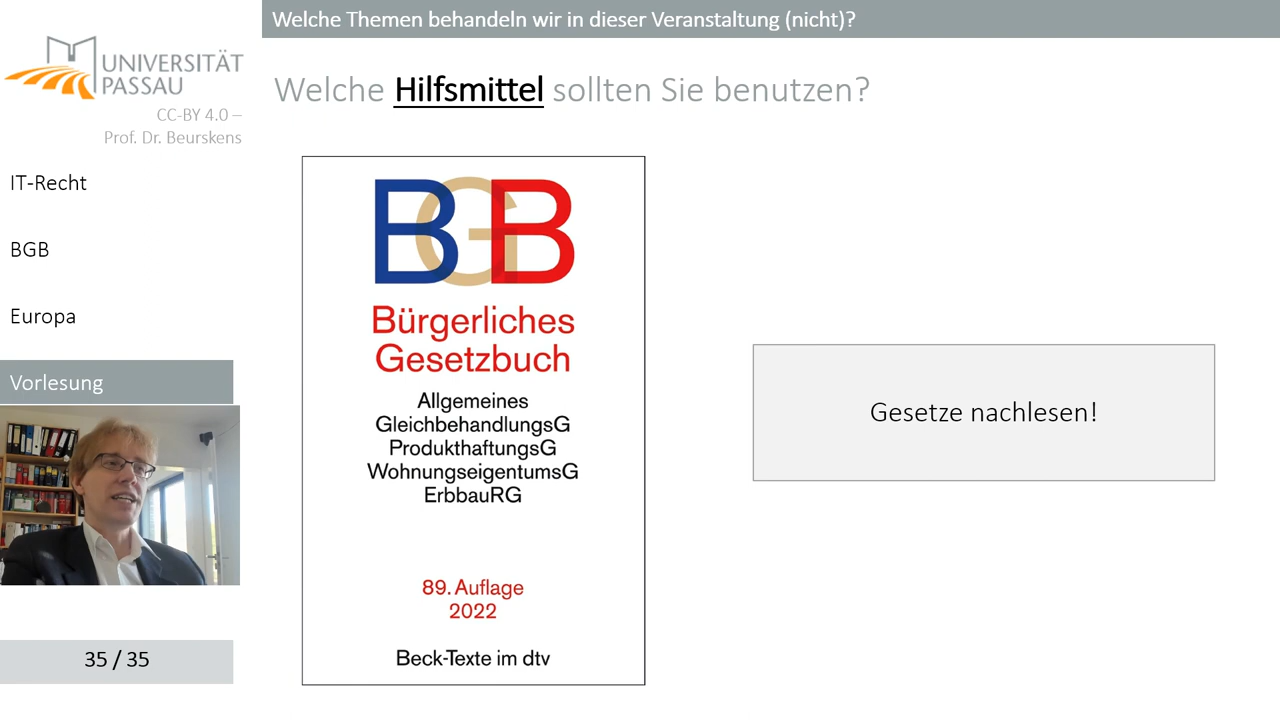 Welche Themen behandeln wir in dieser Veranstaltung (nicht)?
UNIVERSITÄT
PASSAU
CC-BY 4.0 –
Prof. Dr. Beurskens
IT-Recht
BGB
Europa
Vorlesung
35 / 35
Welche Hilfsmittel sollten Sie benutzen?
BGB
Bürgerliches
Gesetzbuch
Allgemeines
GleichbehandlungsG
ProdukthaftungsG
WohnungseigentumsG
ErbbauRG
89. Auflage
2022
Beck-Texte im dtv
Gesetze nachlesen!